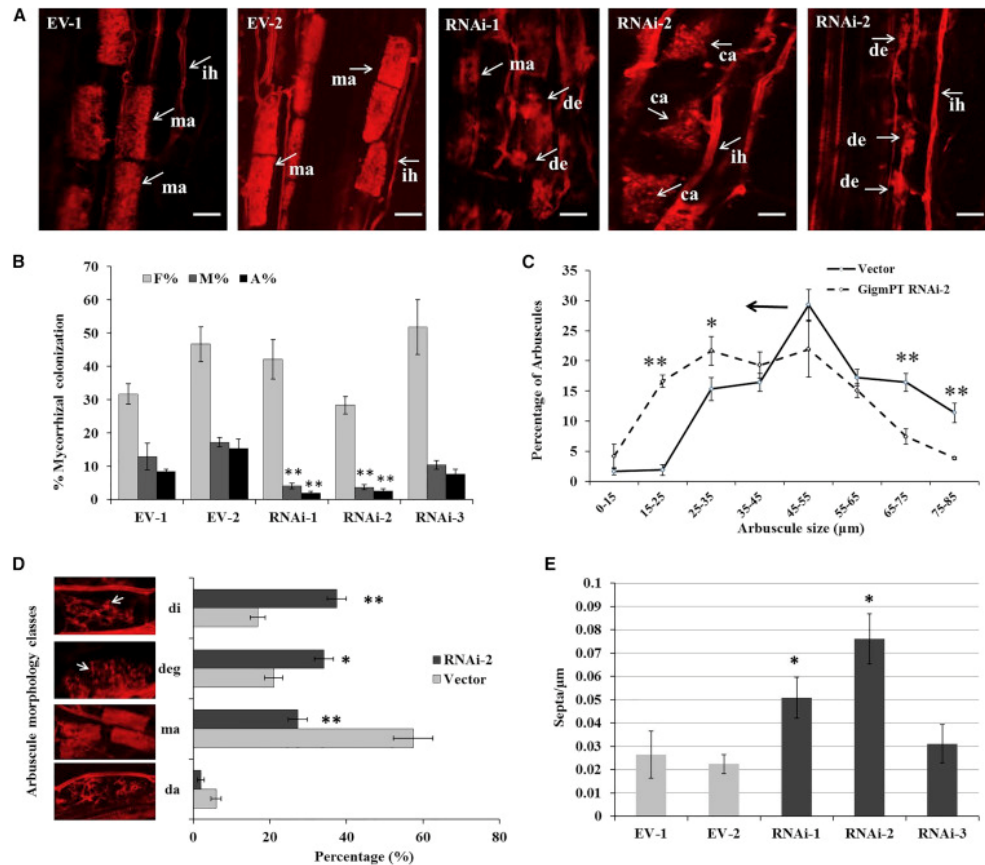 A
EV-1
ih
ma
ma
EV-2
ma
ma
ih
RNAi-1
ma
de
de
RNAi-2
ca
ca
ih
ca
RNAi-2
de
ih
de
de
B
F% M% A%
% Mycorrhizal colonization
70
60
50
40
30
20
10
0
** **
** **
EV-1 EV-2 RNAi-1 RNAi-2 RNAi-3
C
Vector
GigmPT RNAi-2
Percentage of Arbuscules
35
30
25
20
15
10
5
0
**
*
**
**
0-15 15-25 25-35 35-45 45-55 55-65 65-75 75-85
Arbuscule size (µm)
D
Arbuscule morphology classes
di
deg
ma
da
**
*
**
RNAi-2
Vector
0 20 40 60 80
Percentage (%)
E
Septa/µm
0.1
0.09
0.08
0.07
0.06
0.05
0.04
0.03
0.02
0.01
0
*
*
EV-1 EV-2 RNAi-1 RNAi-2 RNAi-3